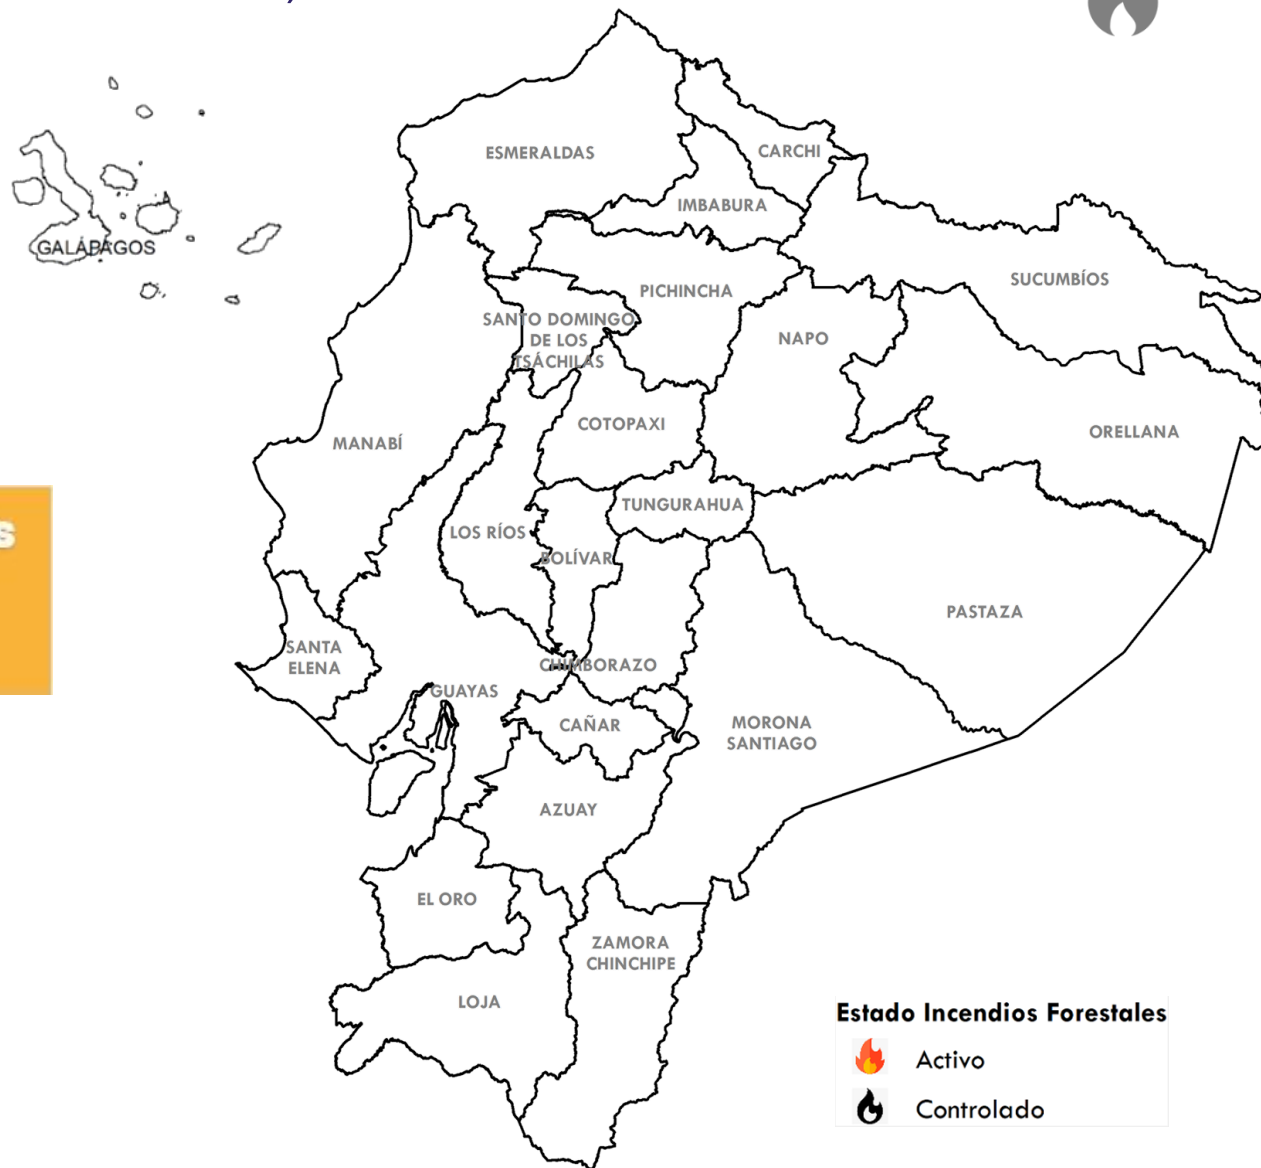 ESMERALDAS
CARCHI
IMBABURA
GALÁPAGOS
SUCUMBÍOS
PICHINCHA
SANTO DOMINGO
DE LOS
TSÁCHILAS
NAPO
COTOPAXI
ORELLANA
MANABÍ
TUNGURAHUA
LOS RÍOS
BOLÍVAR
PASTAZA
SANTA
ELENA
CHIMBORAZO
GUAYAS
CAÑAR
MORONA
SANTIAGO
AZUAY
EL ORO
ZAMORA
CHINCHIPE
LOJA
Estado Incendios Forestales
Activo
Controlado